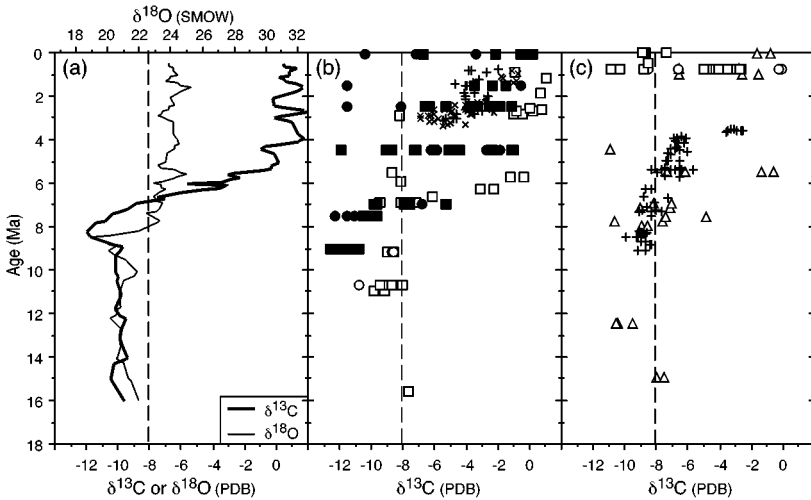 δ¹⁸O (SMOW)
18 20 22 24 26 28 30 32
(a) (b) (c)
0
2
4
6
8
10
12
14
16
18
Age (Ma)
δ¹³C
δ¹⁸O
-12 -10 -8 -6 -4 -2 0 2
-12 -10 -8 -6 -4 -2 0
-12 -10 -8 -6 -4 -2 0
δ¹³C or δ¹⁸O (PDB)
δ¹³C (PDB)
δ¹³C (PDB)